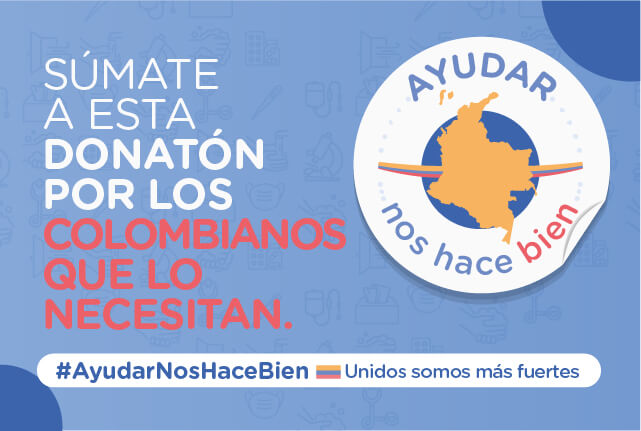 SÚMATE
A ESTA
DONATÓN
POR LOS
COLOMBIANOS
QUE LO
NECESITAN.
AYUDAR
nos hace bien
#AyudarNosHaceBien Unidos somos más fuertes